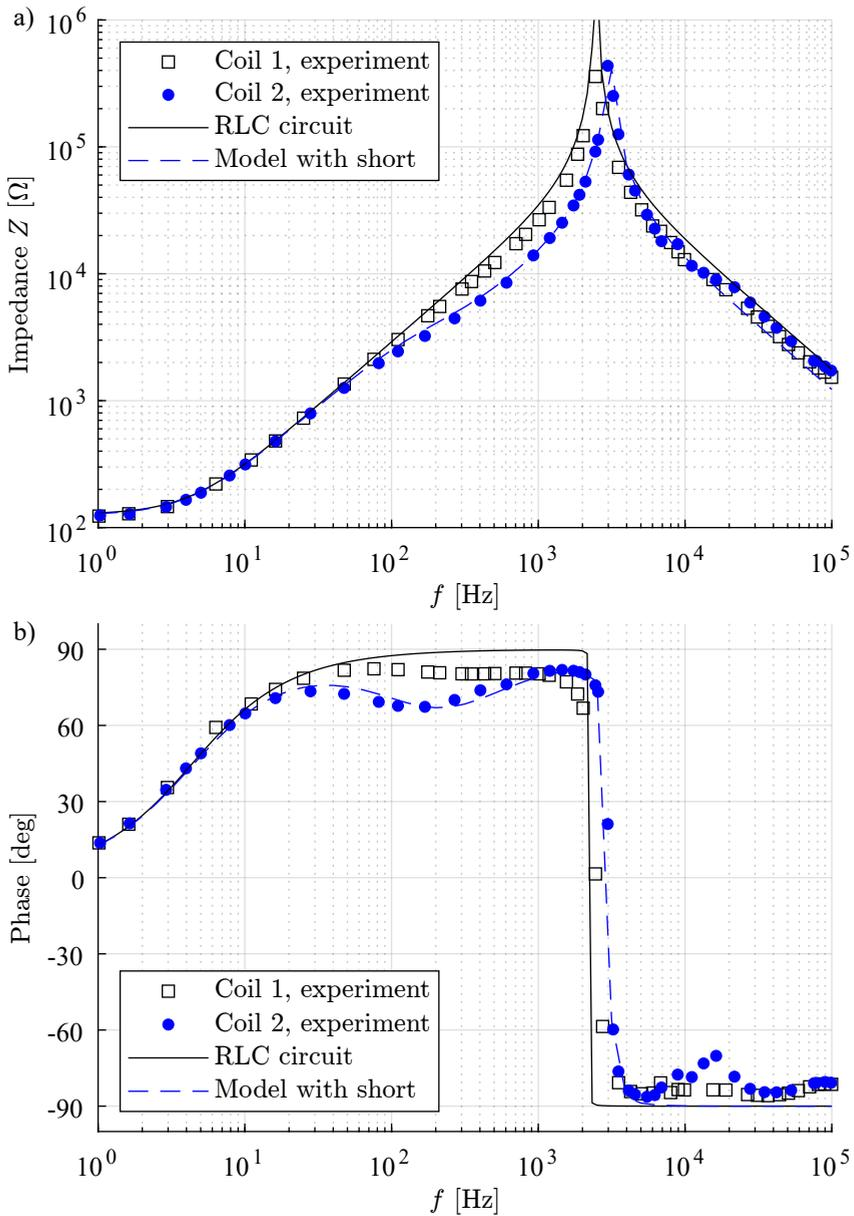 a)
10^6
10^5
10^4
10^3
10^2
Impedance Z [Ω]
Coil 1, experiment
Coil 2, experiment
RLC circuit
Model with short
10^0 10^1 10^2 10^3 10^4 10^5
f [Hz]
b)
90
60
30
0
-30
-60
-90
Phase [deg]
Coil 1, experiment
Coil 2, experiment
RLC circuit
Model with short
10^0 10^1 10^2 10^3 10^4 10^5
f [Hz]